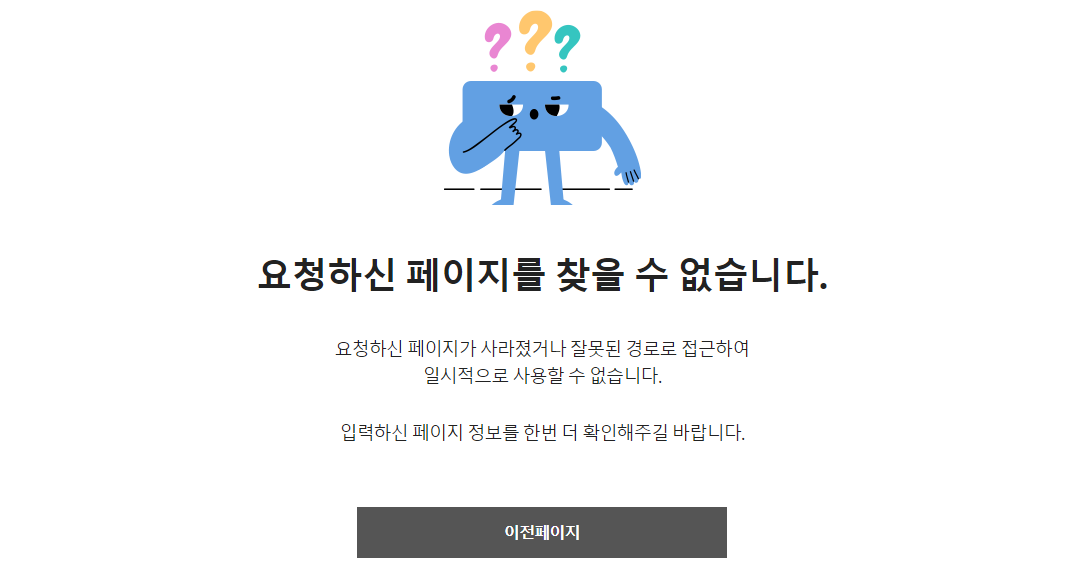 ???
요청하신 페이지를 찾을 수 없습니다.
요청하신 페이지가 사라졌거나 잘못된 경로로 접근하여
일시적으로 사용할 수 없습니다.
입력하신 페이지 정보를 한번 더 확인해주길 바랍니다.
이전페이지